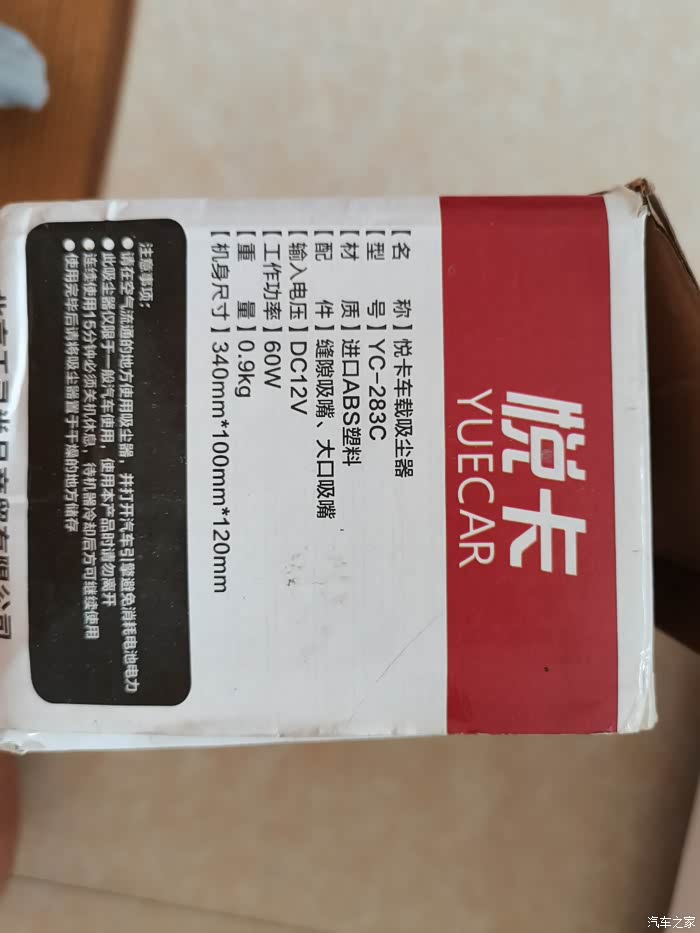 悦卡
YUECAR
【名 称】悦卡车载吸尘器
【型 号】YC-283C
【材 质】进口ABS塑料
【配 件】缝隙吸嘴、大口吸嘴
【输入电压】DC12V
【工作功率】60W
【重 量】0.9kg
【机身尺寸】340mm*100mm*120mm
注意事项：
●请在空气流通的地方使用吸尘器，并打开汽车引擎避免消耗电池电力
●此吸尘器仅限于一般汽车使用，使用本产品时请勿离开
●连续使用15分钟必须关机休息，待机器冷却后方可继续使用
●使用完毕后请将吸尘器置于干燥的地方储存
商贸有限公司
汽车之家